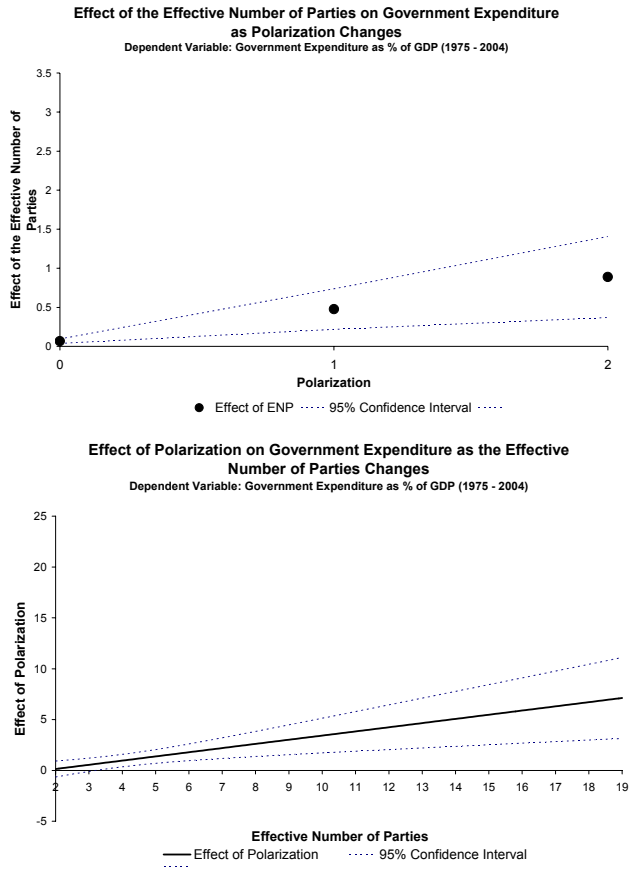 Effect of the Effective Number of Parties on Government Expenditure
as Polarization Changes
Dependent Variable: Government Expenditure as % of GDP (1975 - 2004)
Effect of the Effective Number of
Parties
3.5
3
2.5
2
1.5
1
0.5
0
0 1 2
Polarization
Effect of ENP 95% Confidence Interval
Effect of Polarization on Government Expenditure as the Effective
Number of Parties Changes
Dependent Variable: Government Expenditure as % of GDP (1975 - 2004)
Effect of Polarization
25
20
15
10
5
0
-5
2 3 4 5 6 7 8 9 10 11 12 13 14 15 16 17 18 19
Effective Number of Parties
Effect of Polarization 95% Confidence Interval